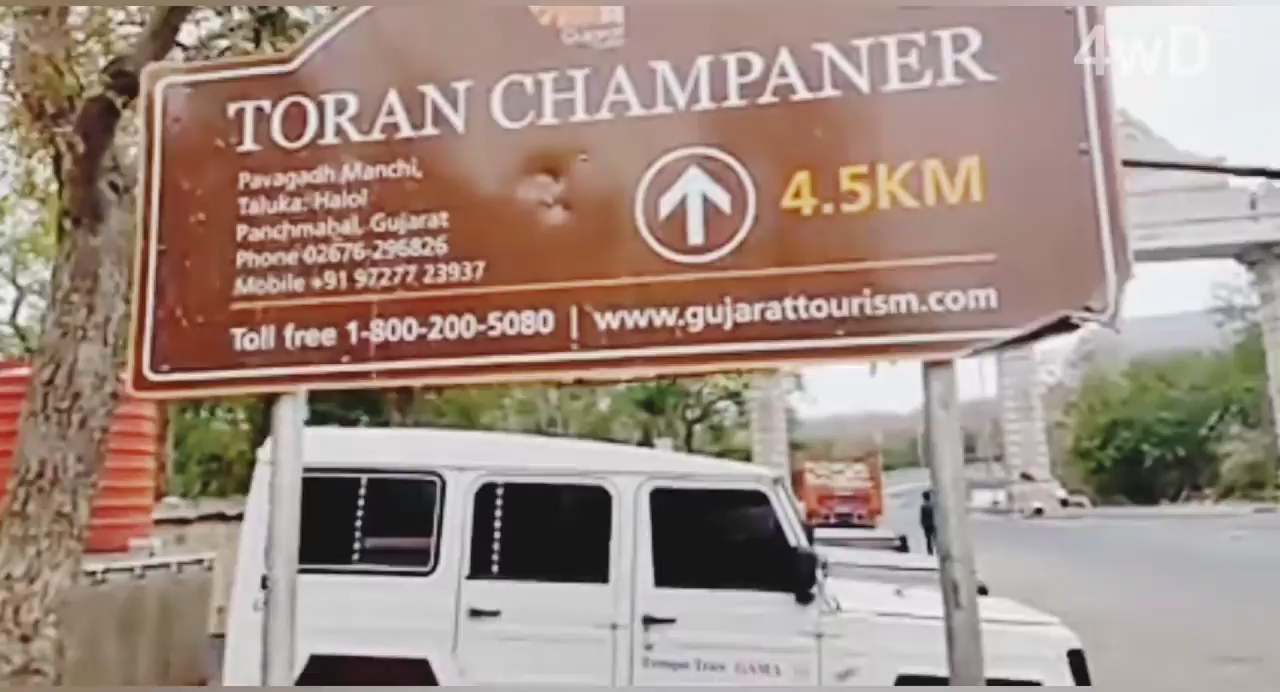 4WD
TORAN CHAMPANER
Pavagadh Manchi,
Taluka: Halol
Panchmahal, Gujarat
Phone 02676-296826
Mobile +91 97277 23937
4.5KM
Toll free 1-800-200-5080 | www.gujarattourism.com
GAMA